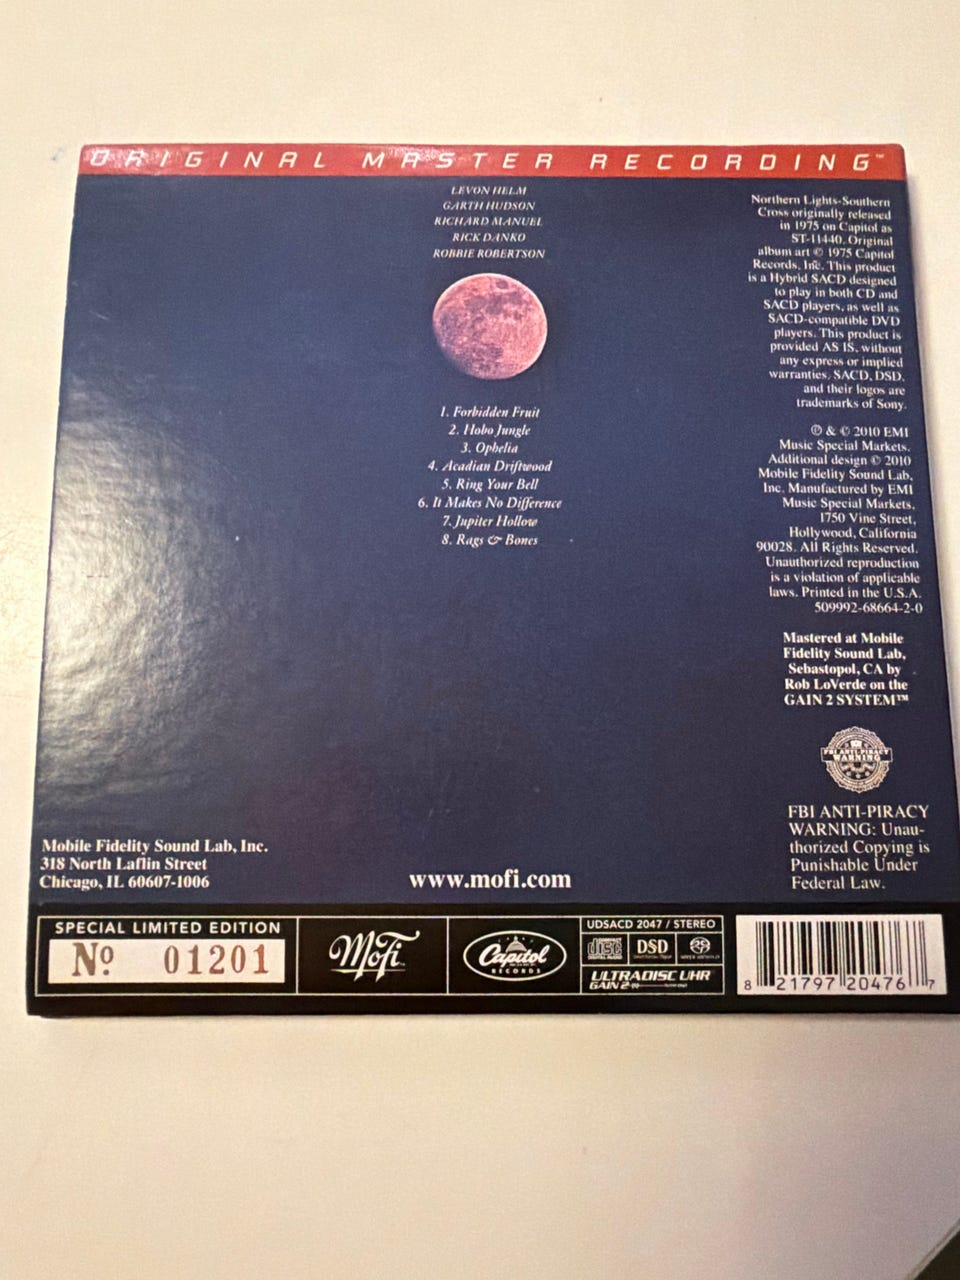 ORIGINAL MASTER RECORDING™
LEVON HELM
GARTH HUDSON
RICHARD MANUEL
RICK DANKO
ROBBIE ROBERTSON
1. Forbidden Fruit
2. Hobo Jungle
3. Ophelia
4. Acadian Driftwood
5. Ring Your Bell
6. It Makes No Difference
7. Jupiter Hollow
8. Rags & Bones
Northern Lights-Southern
Cross originally released
in 1975 on Capitol as
ST-11440. Original
album art © 1975 Capitol
Records, Inc. This product
is a Hybrid SACD designed
to play in both CD and
SACD players, as well as
SACD-compatible DVD
players. This product is
provided AS IS, without
any express or implied
warranties. SACD, DSD,
and their logos are
trademarks of Sony.
℗ & © 2010 EMI
Music Special Markets.
Additional design © 2010
Mobile Fidelity Sound Lab,
Inc. Manufactured by EMI
Music Special Markets,
1750 Vine Street,
Hollywood, California
90028. All Rights Reserved.
Unauthorized reproduction
is a violation of applicable
laws. Printed in the U.S.A.
509992-68664-2-0
Mastered at Mobile
Fidelity Sound Lab,
Sebastopol, CA by
Rob LoVerde on the
GAIN 2 SYSTEM™
FBI ANTI-PIRACY
WARNING
FBI ANTI-PIRACY
WARNING: Unau-
thorized Copying is
Punishable Under
Federal Law.
Mobile Fidelity Sound Lab, Inc.
318 North Laflin Street
Chicago, IL 60607-1006
www.mofi.com
SPECIAL LIMITED EDITION
Nº. 01201
MoFi
Capitol
RECORDS
UDSACD 2047 / STEREO
disc
DIGITAL AUDIO
DSD
ULTRADISC UHR
GAIN 2
8 21797 20476 7